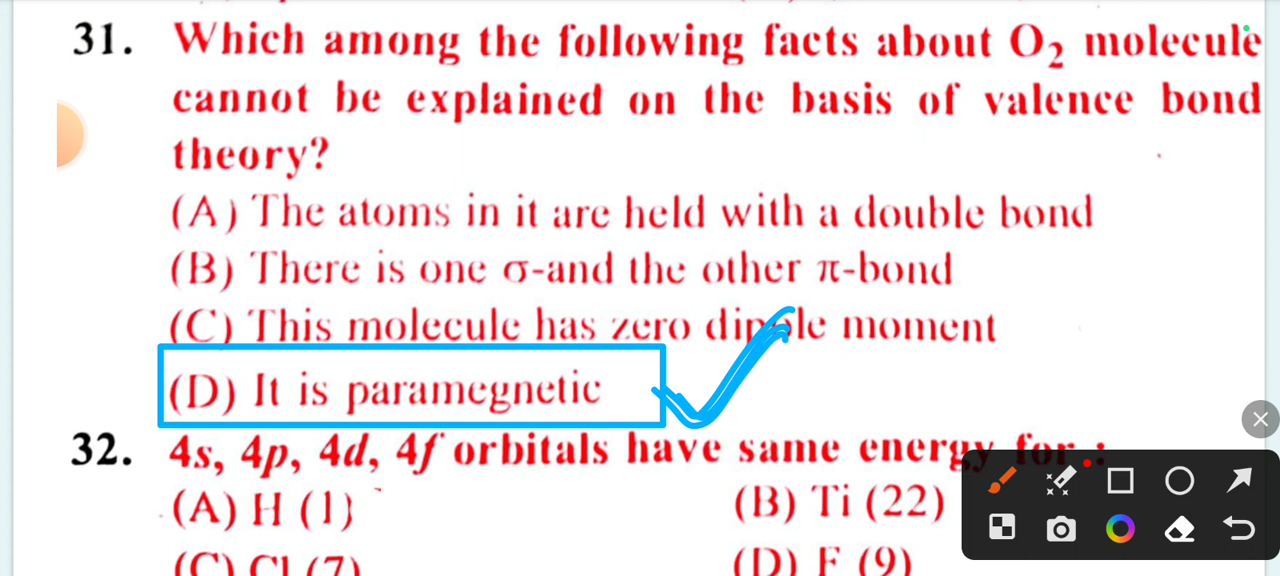 31. Which among the following facts about O₂ molecule
cannot be explained on the basis of valence bond
theory?
(A) The atoms in it are held with a double bond
(B) There is one σ-and the other π-bond
(C) This molecule has zero dipole moment
(D) It is paramegnetic
32. 4s, 4p, 4d, 4f orbitals have same energy for :
(A) H (1)
(B) Ti (22)
(C) Cl (7)
(D) F (9)